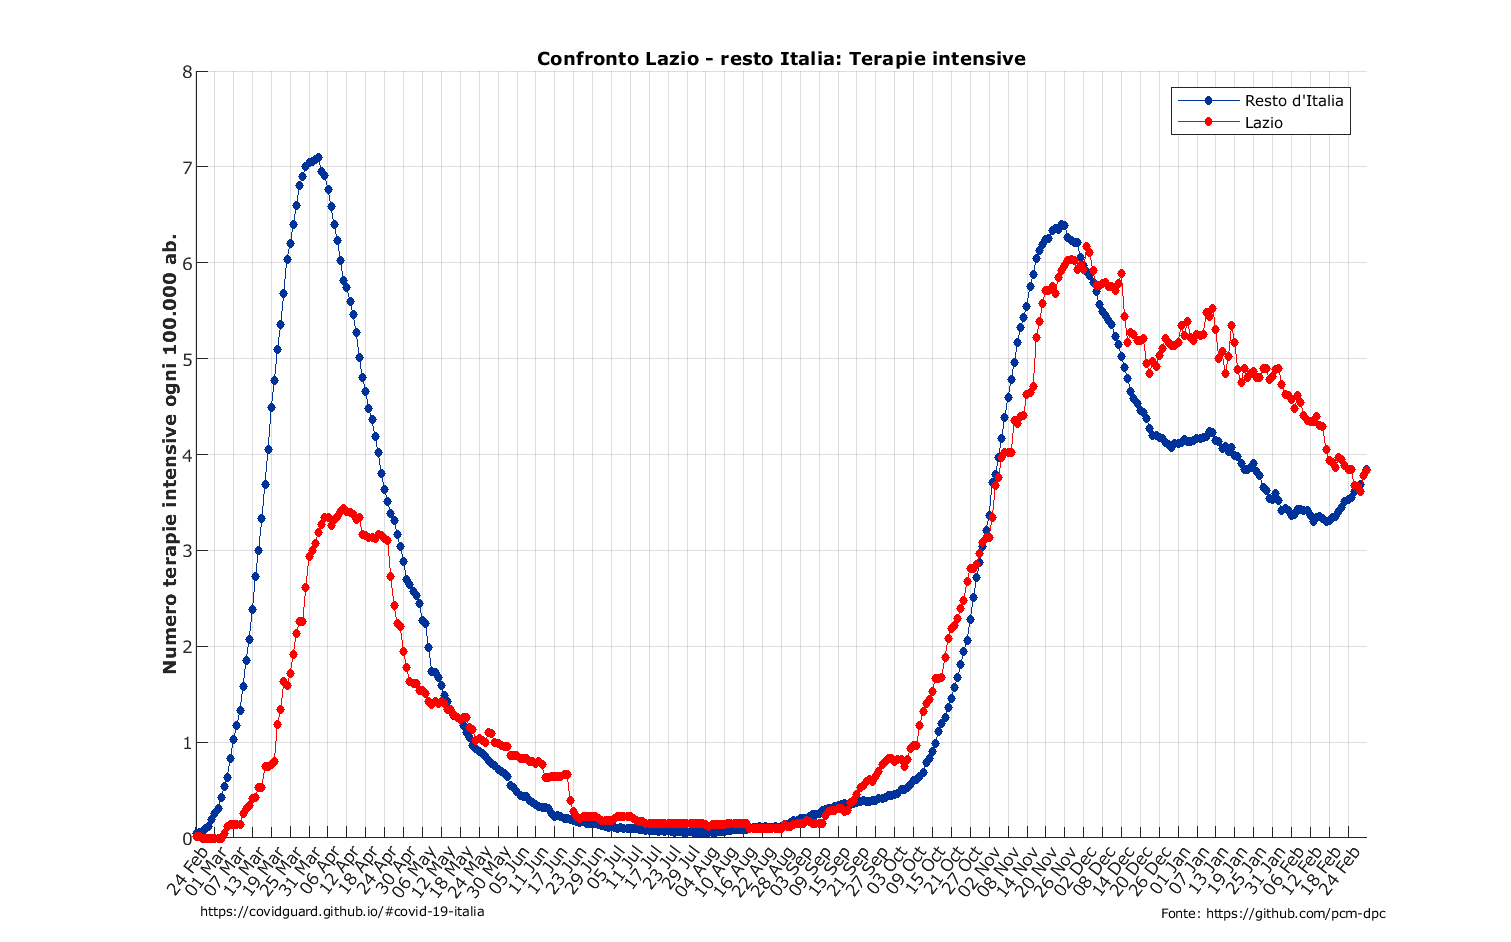 Confronto Lazio - resto Italia: Terapie intensive
Resto d'Italia
Lazio
Numero terapie intensive ogni 100.000 ab.
8
7
6
5
4
3
2
1
0
24 Feb
01 Mar
07 Mar
13 Mar
19 Mar
25 Mar
31 Mar
06 Apr
12 Apr
18 Apr
24 Apr
30 Apr
06 May
12 May
18 May
24 May
30 May
05 Jun
11 Jun
17 Jun
23 Jun
29 Jun
05 Jul
11 Jul
17 Jul
23 Jul
29 Jul
04 Aug
10 Aug
16 Aug
22 Aug
28 Aug
03 Sep
09 Sep
15 Sep
21 Sep
27 Sep
03 Oct
09 Oct
15 Oct
21 Oct
27 Oct
02 Nov
08 Nov
14 Nov
20 Nov
26 Nov
02 Dec
08 Dec
14 Dec
20 Dec
26 Dec
01 Jan
07 Jan
13 Jan
19 Jan
25 Jan
31 Jan
06 Feb
12 Feb
18 Feb
24 Feb
https://covidguard.github.io/#covid-19-italia
Fonte: https://github.com/pcm-dpc